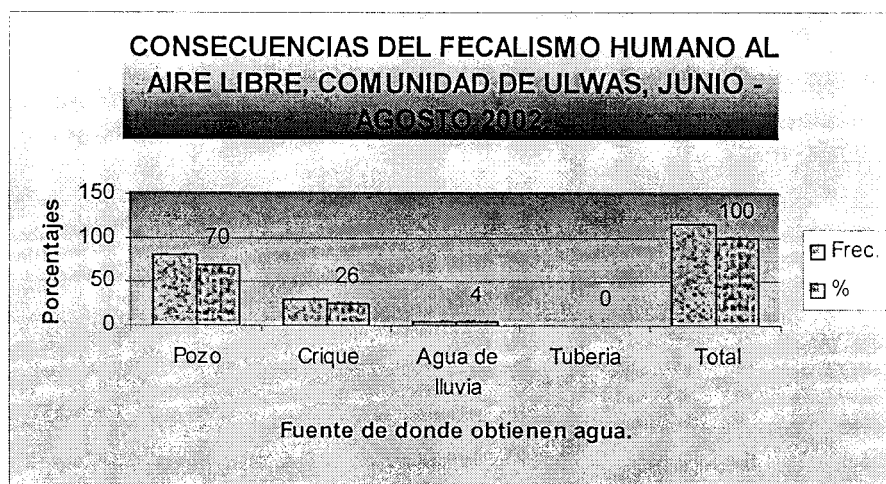 CONSECUENCIAS DEL FECALISMO HUMANO AL
AIRE LIBRE, COMUNIDAD DE ULWAS, JUNIO -
AGOSTO 2002.
Porcentajes
150
100
50
0
70
26
4
0
100
Pozo
Crique
Agua de
lluvia
Tuberia
Total
Frec.
%
Fuente de donde obtienen agua.